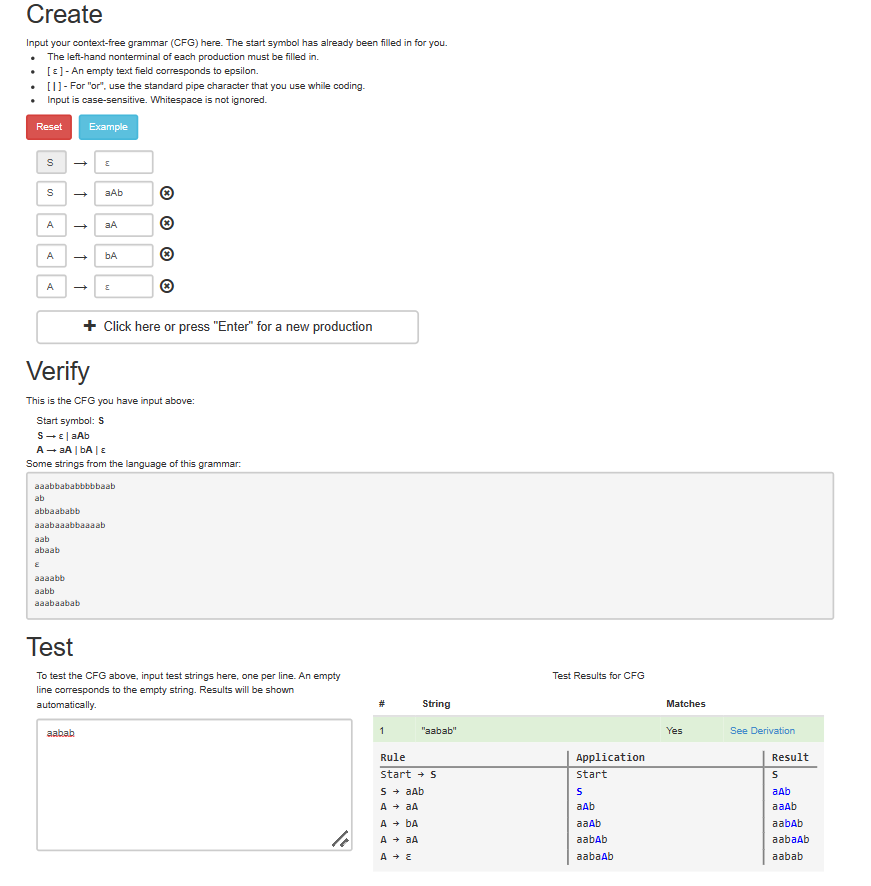 Create
Input your context-free grammar (CFG) here. The start symbol has already been filled in for you.
• The left-hand nonterminal of each production must be filled in.
• [ ε ] - An empty text field corresponds to epsilon.
• [ | ] - For "or", use the standard pipe character that you use while coding.
• Input is case-sensitive. Whitespace is not ignored.
Reset Example
S → ε
S → aAb
A → aA
A → bA
A → ε
+ Click here or press "Enter" for a new production
Verify
This is the CFG you have input above:
Start symbol: S
S → ε | aAb
A → aA | bA | ε
Some strings from the language of this grammar:
aaabbababbbbbaab
ab
abbaababb
aaabaaabbaaaab
aab
abaab
ε
aaaabb
aabb
aaabaabab
Test
To test the CFG above, input test strings here, one per line. An empty
line corresponds to the empty string. Results will be shown
automatically.
aabab
Test Results for CFG
# String Matches
1 "aabab" Yes See Derivation
Rule Application Result
Start → S Start S
S → aAb S aAb
A → aA aAb aaAb
A → bA aaAb aabAb
A → aA aabAb aabaAb
A → ε aabaAb aabab